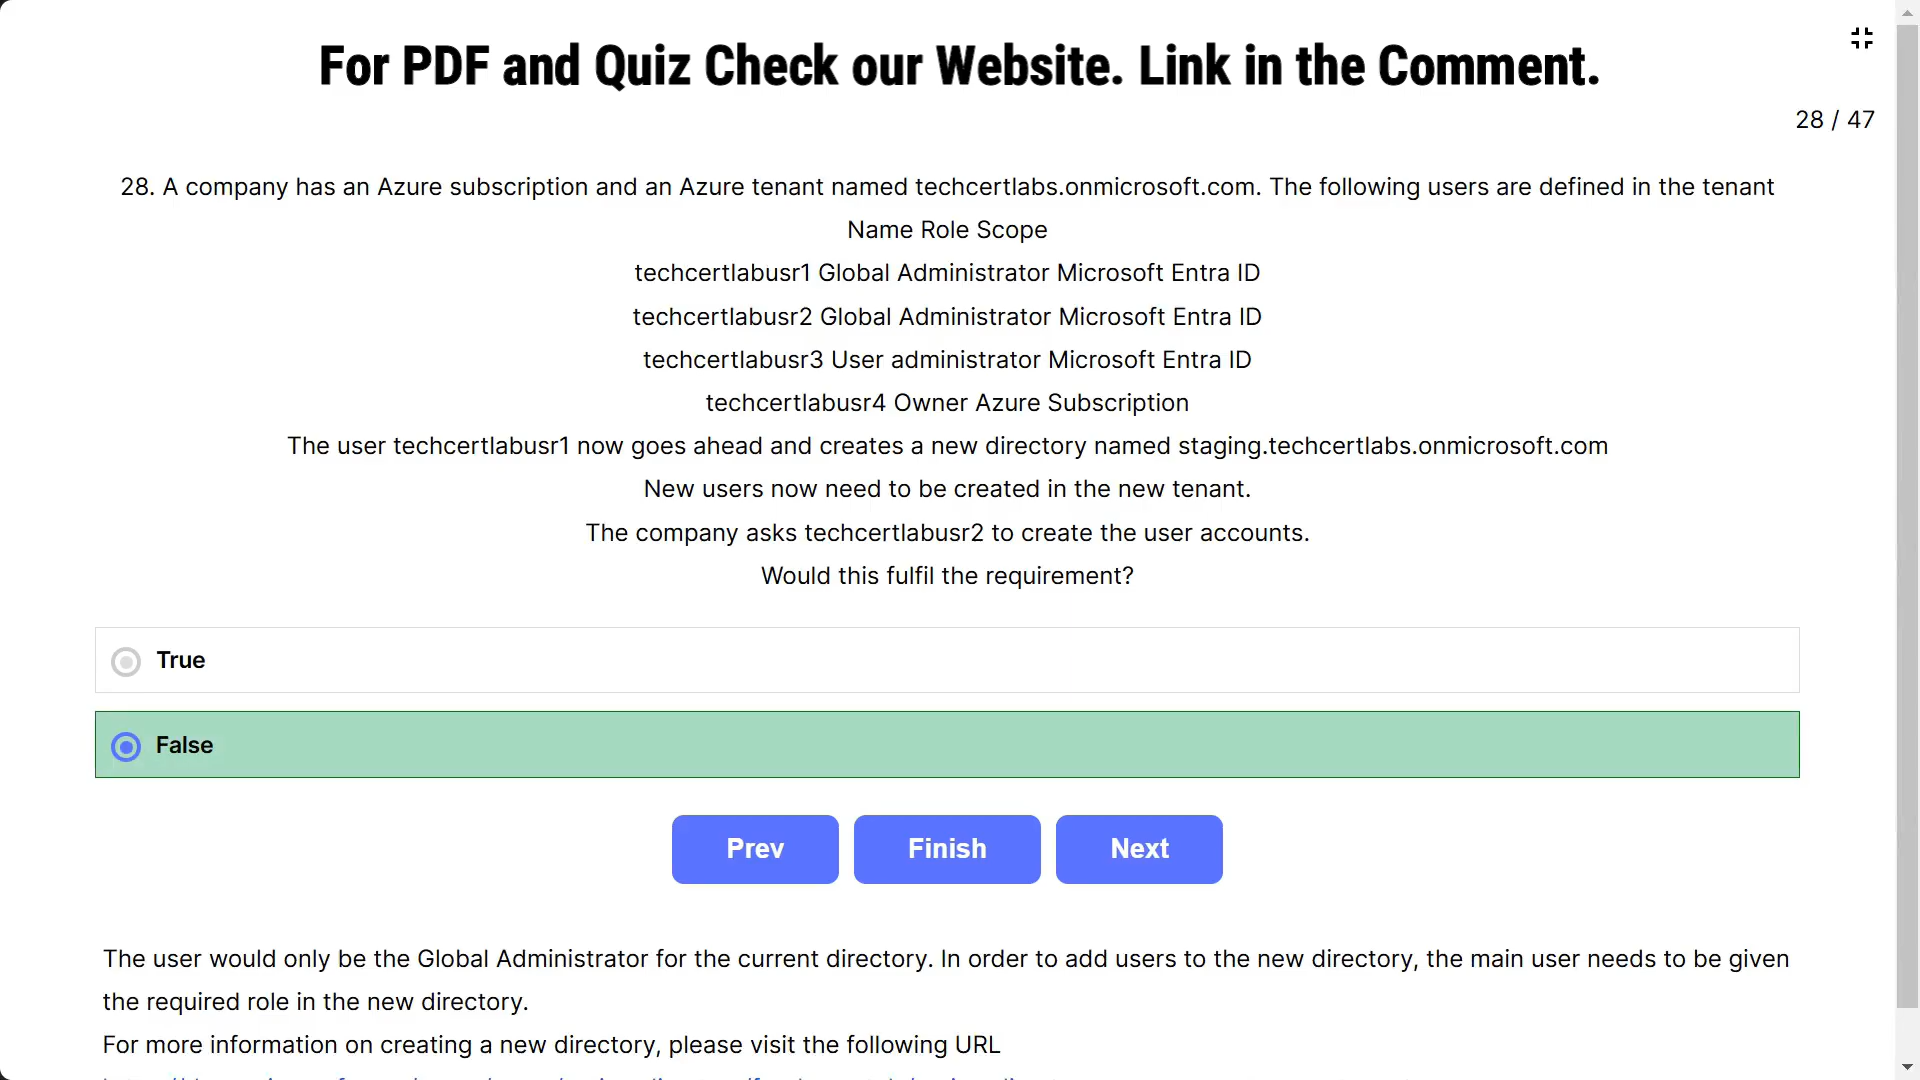 For PDF and Quiz Check our Website. Link in the Comment.
28 / 47
28. A company has an Azure subscription and an Azure tenant named techcertlabs.onmicrosoft.com. The following users are defined in the tenant
Name Role Scope
techcertlabusr1 Global Administrator Microsoft Entra ID
techcertlabusr2 Global Administrator Microsoft Entra ID
techcertlabusr3 User administrator Microsoft Entra ID
techcertlabusr4 Owner Azure Subscription
The user techcertlabusr1 now goes ahead and creates a new directory named staging.techcertlabs.onmicrosoft.com
New users now need to be created in the new tenant.
The company asks techcertlabusr2 to create the user accounts.
Would this fulfil the requirement?
True
False
Prev Finish Next
The user would only be the Global Administrator for the current directory. In order to add users to the new directory, the main user needs to be given
the required role in the new directory.
For more information on creating a new directory, please visit the following URL